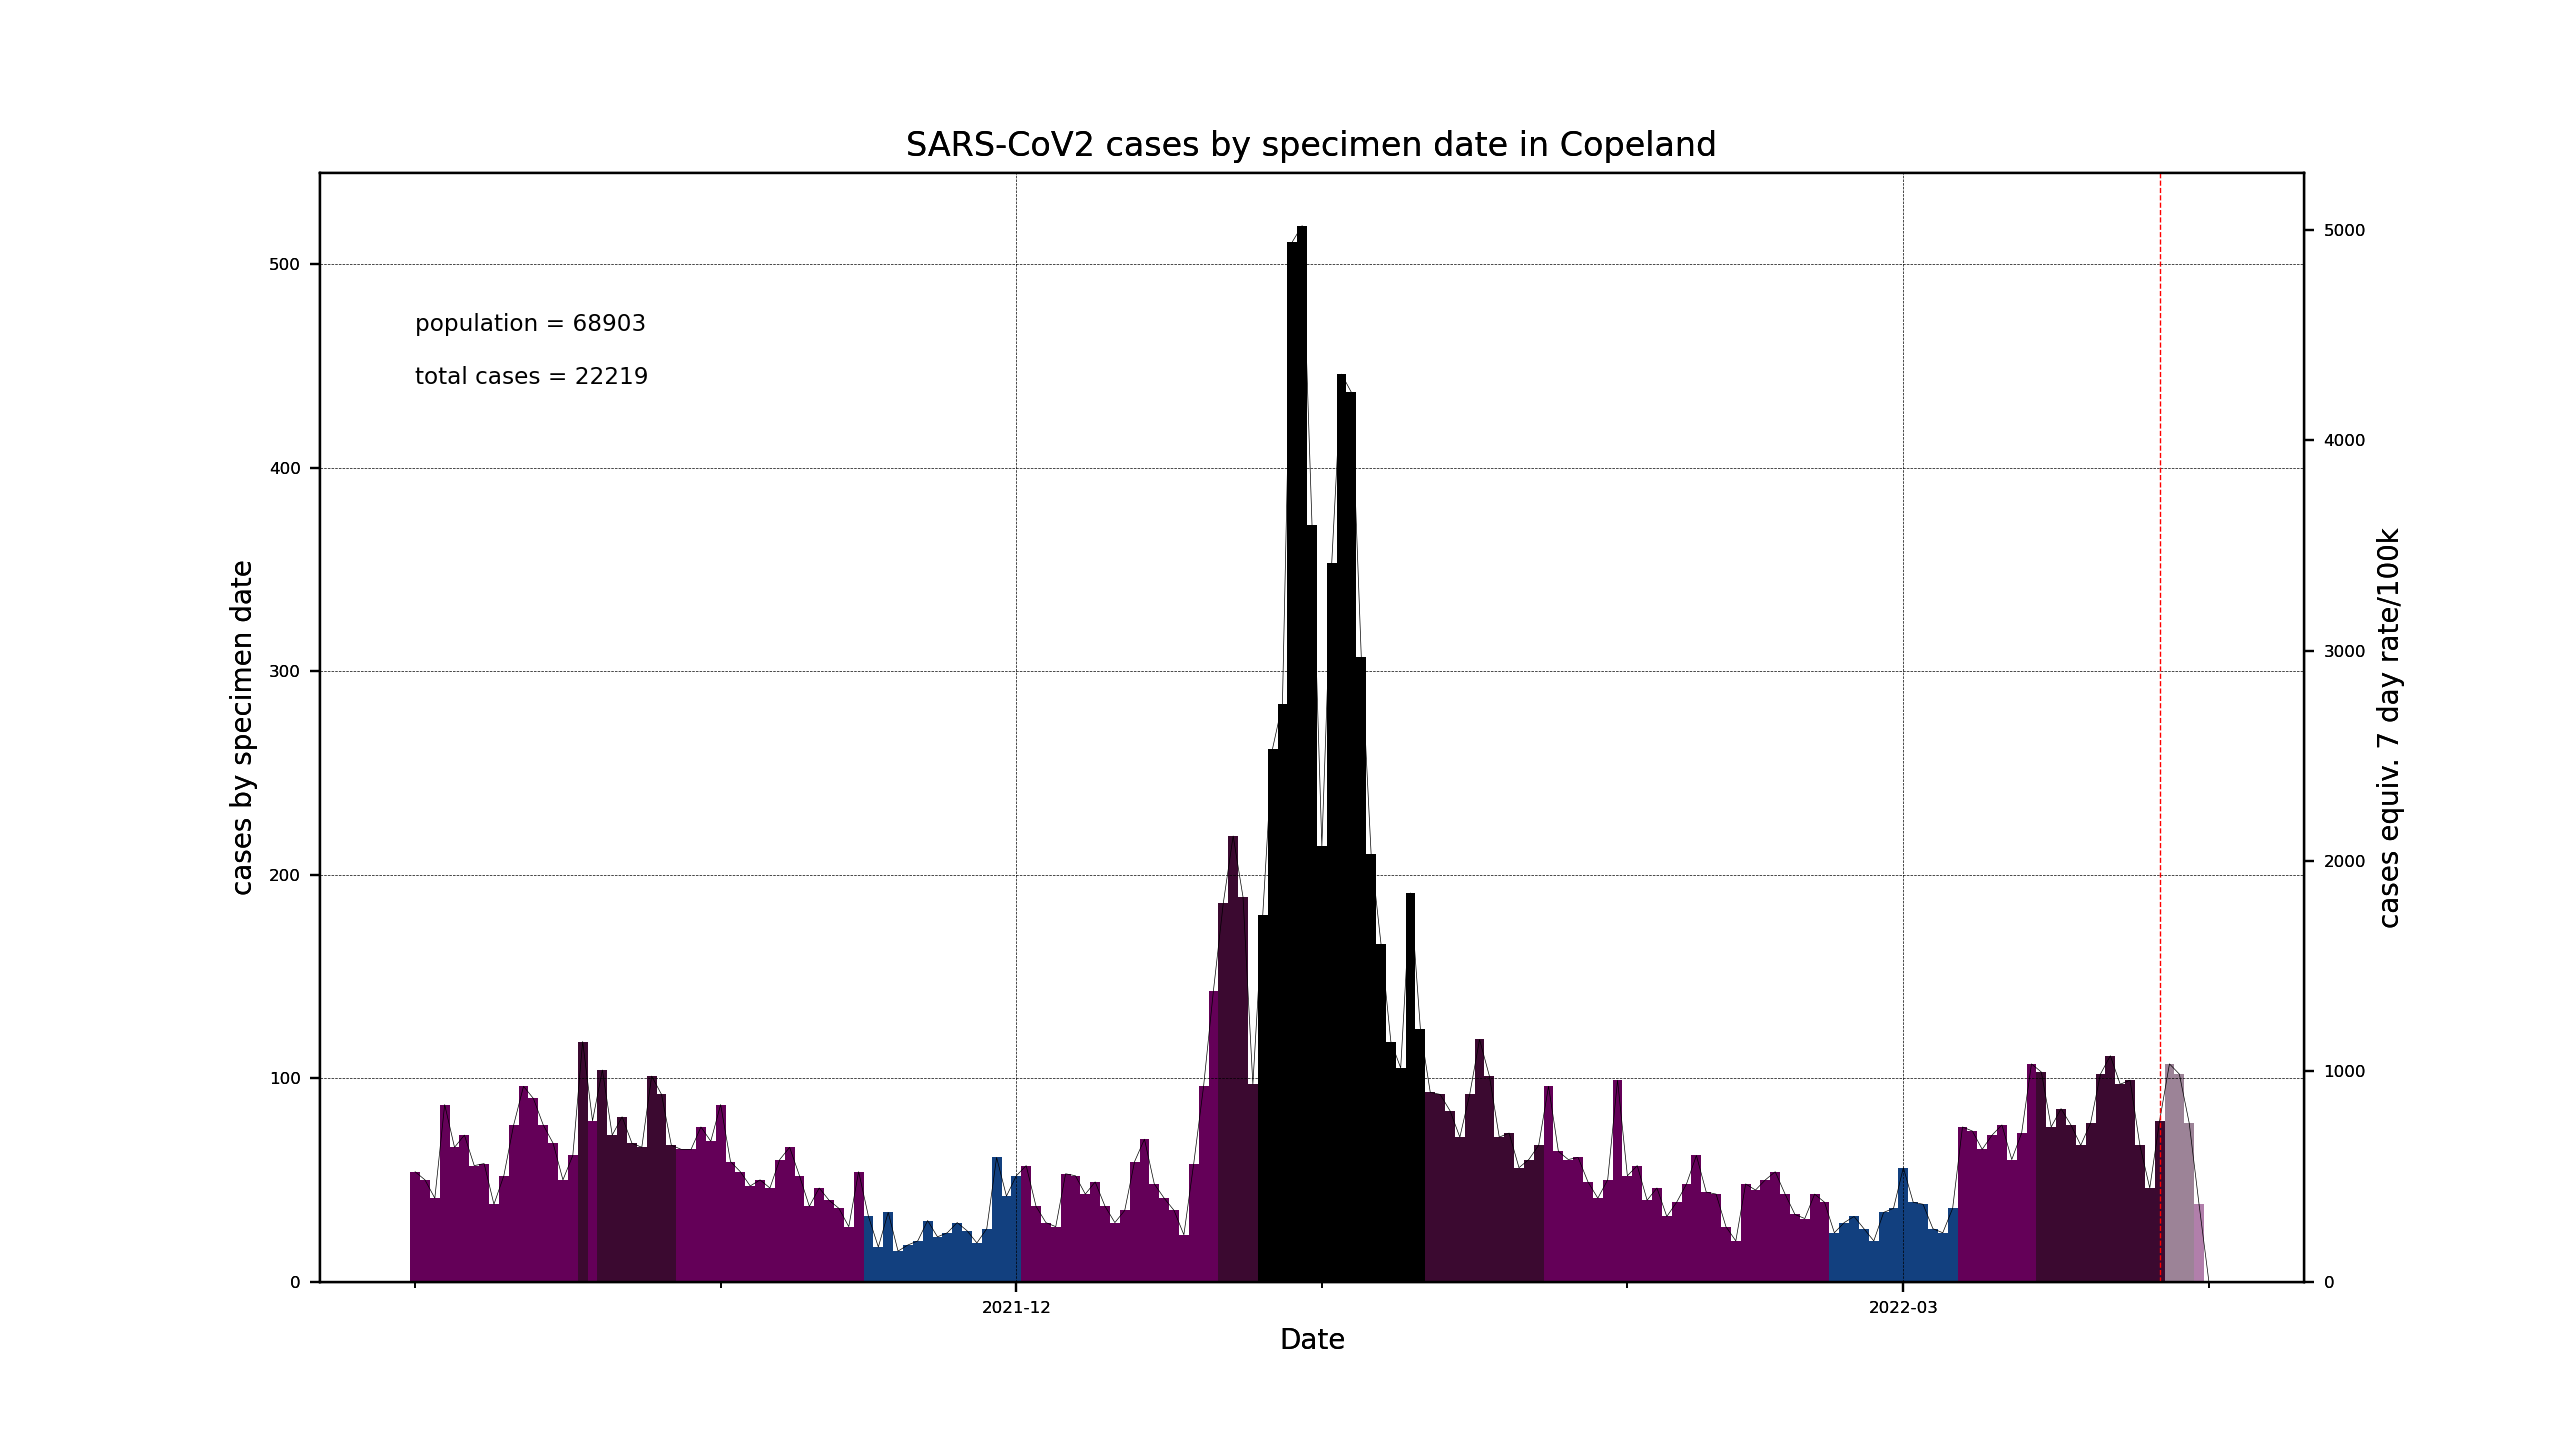 SARS-CoV2 cases by specimen date in Copeland
population = 68903
total cases = 22219
cases by specimen date
500
400
300
200
100
0
5000
4000
3000
2000
1000
0
cases equiv. 7 day rate/100k
2021-12
2022-03
Date